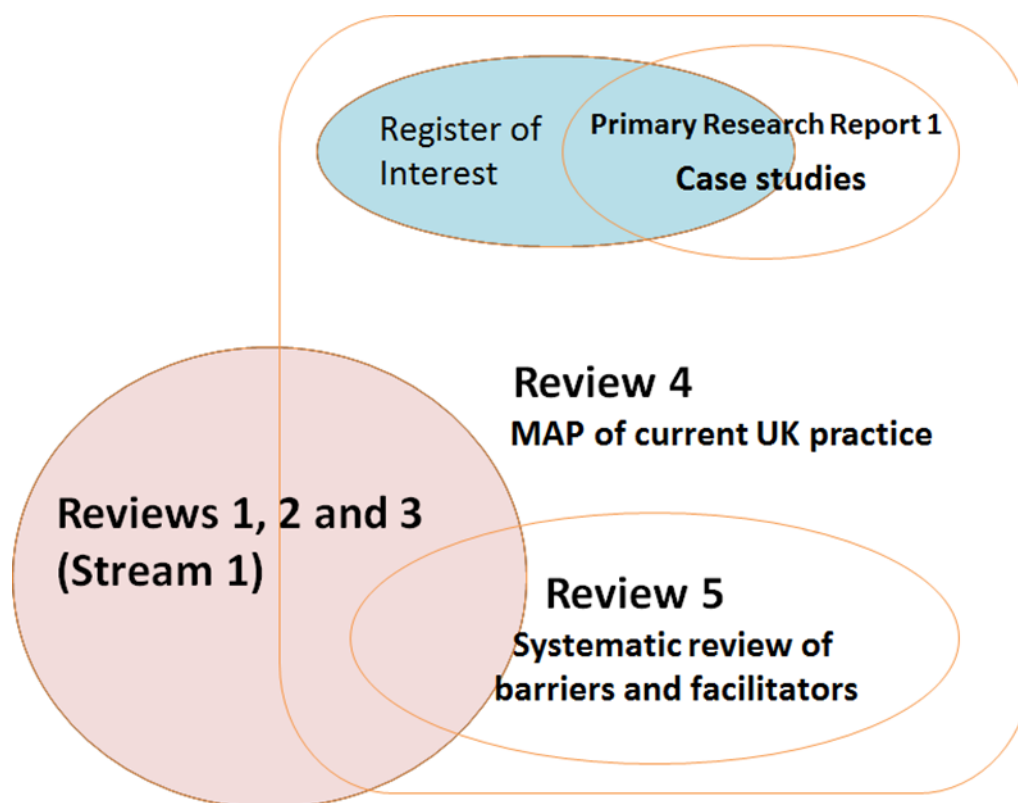 Register of
Interest
Primary Research Report 1
Case studies
Review 4
MAP of current UK practice
Reviews 1, 2 and 3
(Stream 1)
Review 5
Systematic review of
barriers and facilitators